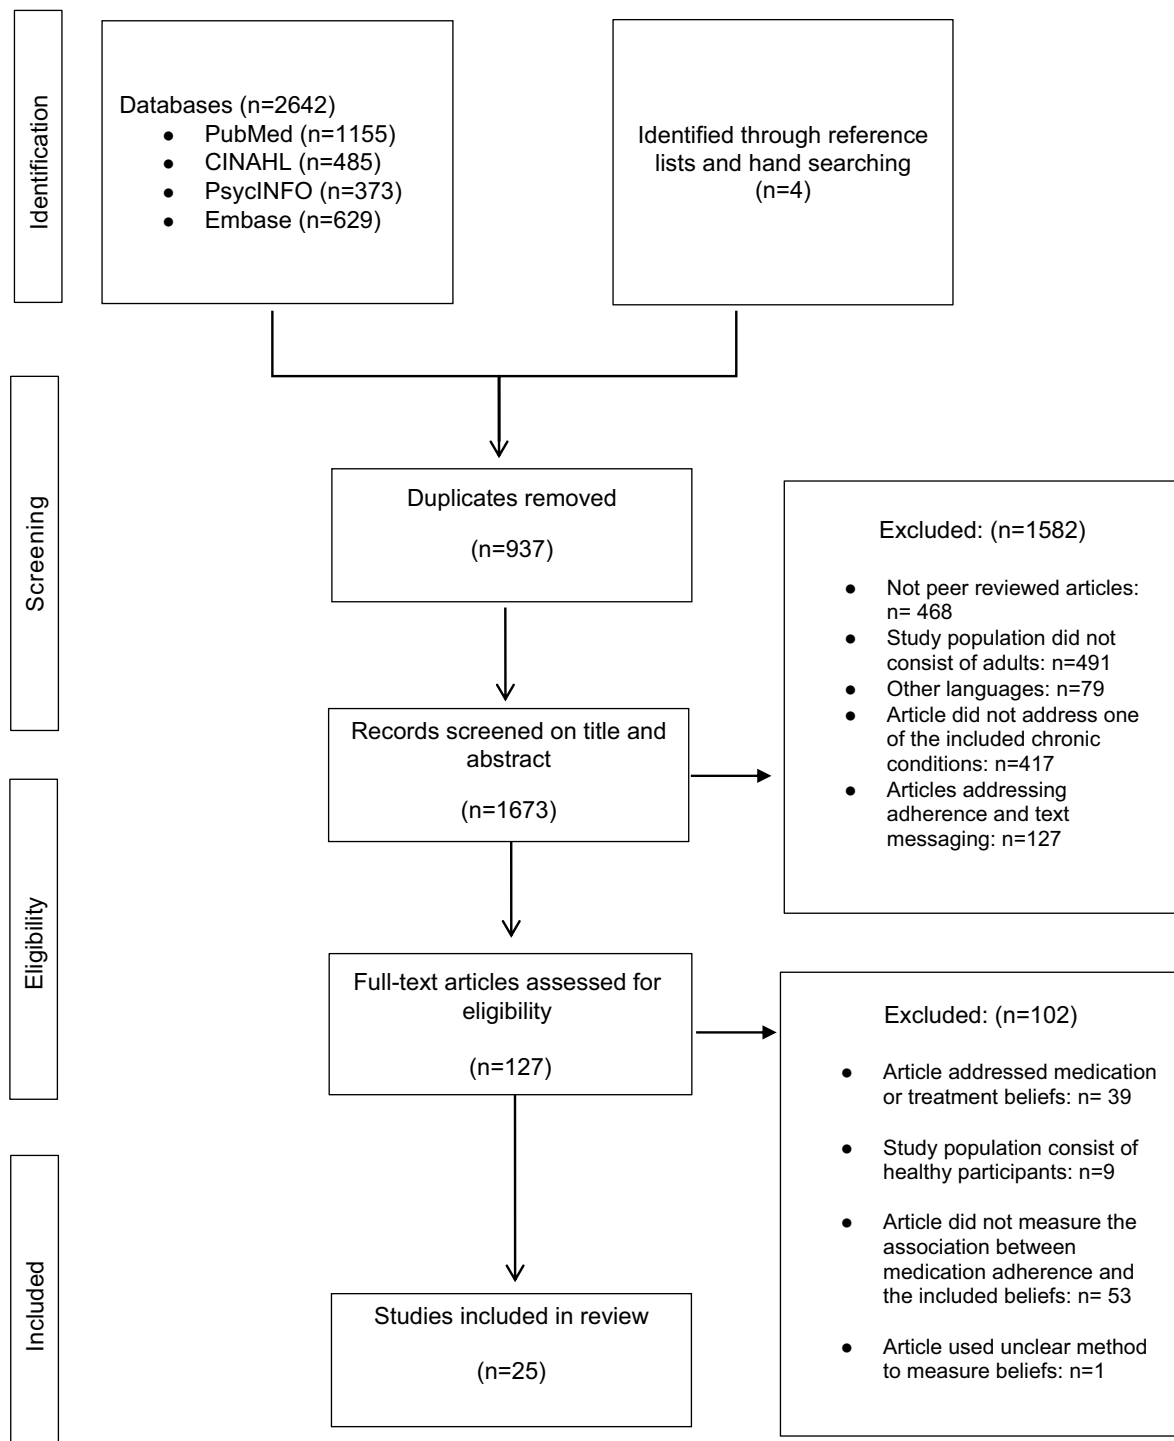 Identification
Databases (n=2642)
● PubMed (n=1155)
● CINAHL (n=485)
● PsycINFO (n=373)
● Embase (n=629)
Identified through reference
lists and hand searching
(n=4)
Screening
Duplicates removed
(n=937)
Records screened on title and
abstract
(n=1673)
Excluded: (n=1582)
● Not peer reviewed articles:
n= 468
● Study population did not
consist of adults: n=491
● Other languages: n=79
● Article did not address one
of the included chronic
conditions: n=417
● Articles addressing
adherence and text
messaging: n=127
Eligibility
Full-text articles assessed for
eligibility
(n=127)
Excluded: (n=102)
● Article addressed medication
or treatment beliefs: n= 39
● Study population consist of
healthy participants: n=9
● Article did not measure the
association between
medication adherence and
the included beliefs: n= 53
● Article used unclear method
to measure beliefs: n=1
Included
Studies included in review
(n=25)